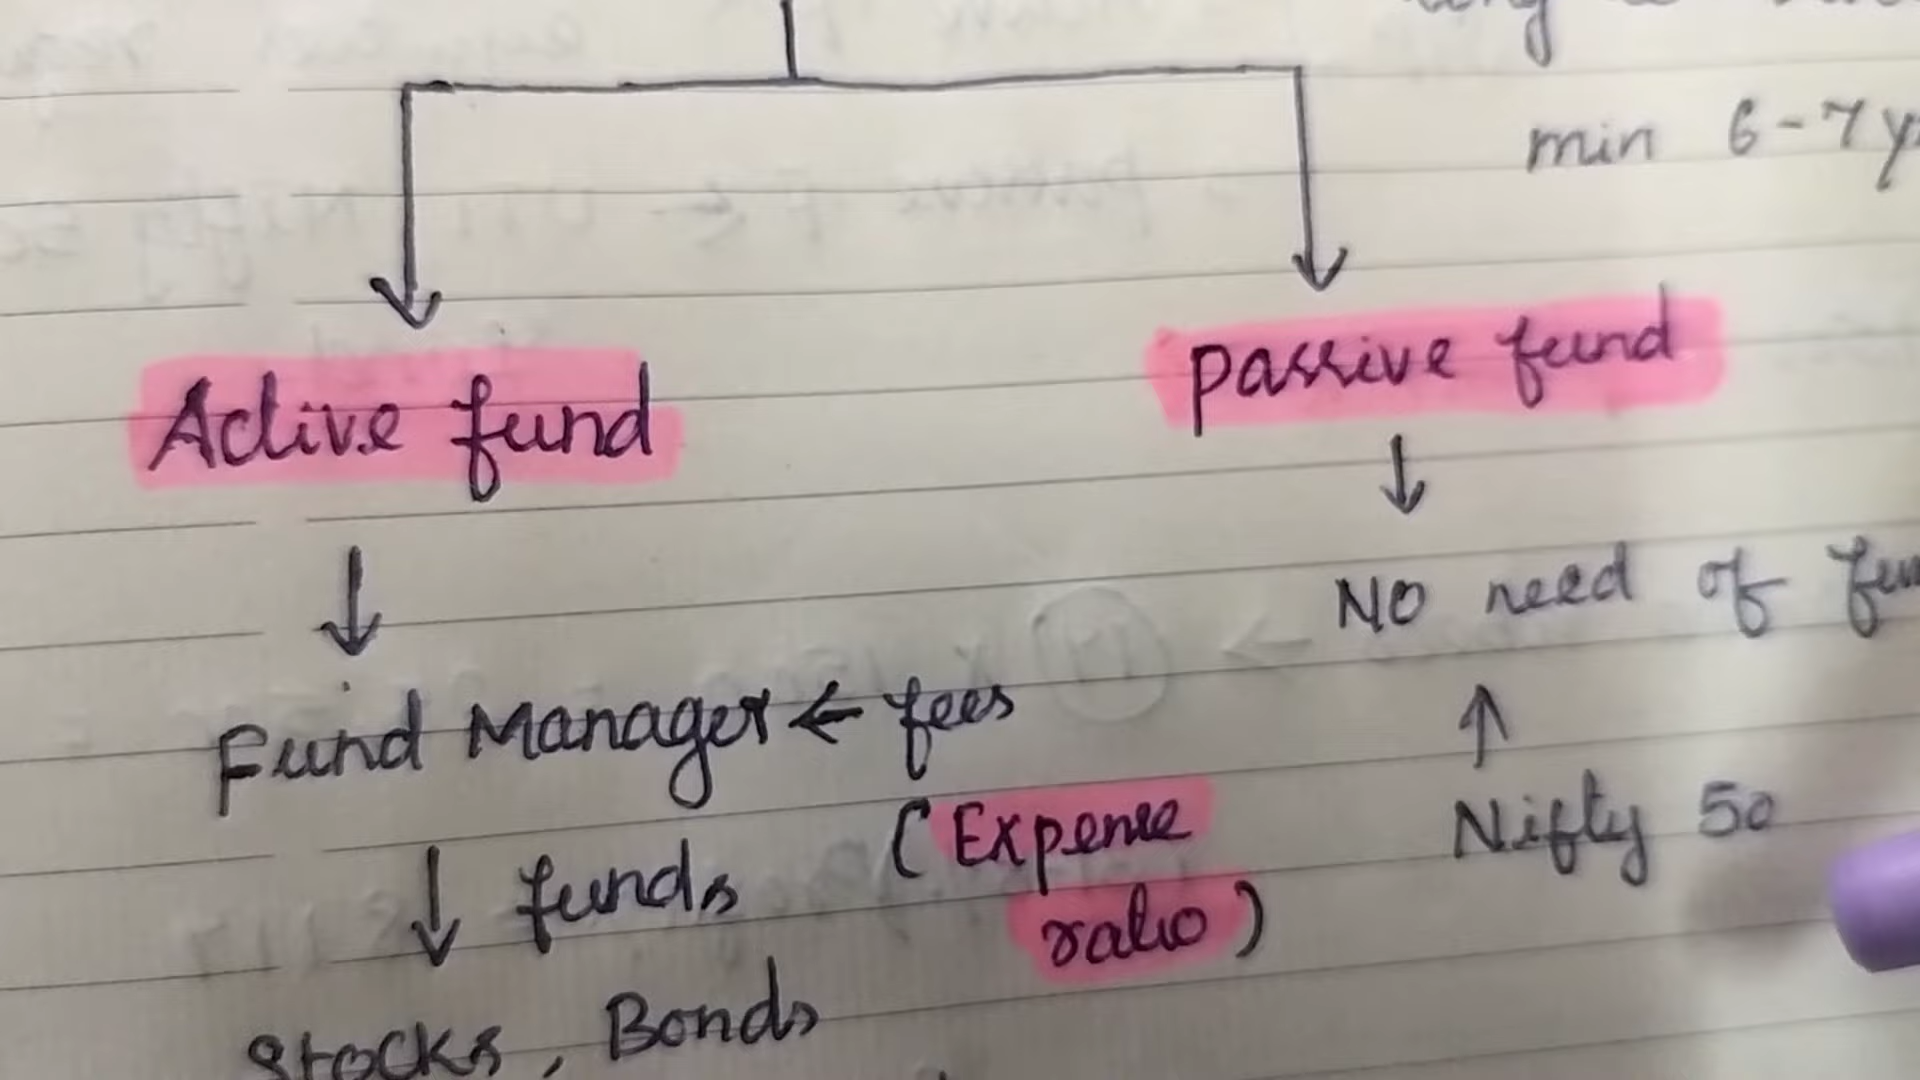 min 6-7
Active fund
passive fund
NO need of
Fund Manager ← fees
(Expense
ratio)
Nifty 50
↓ funds
Stocks, Bonds